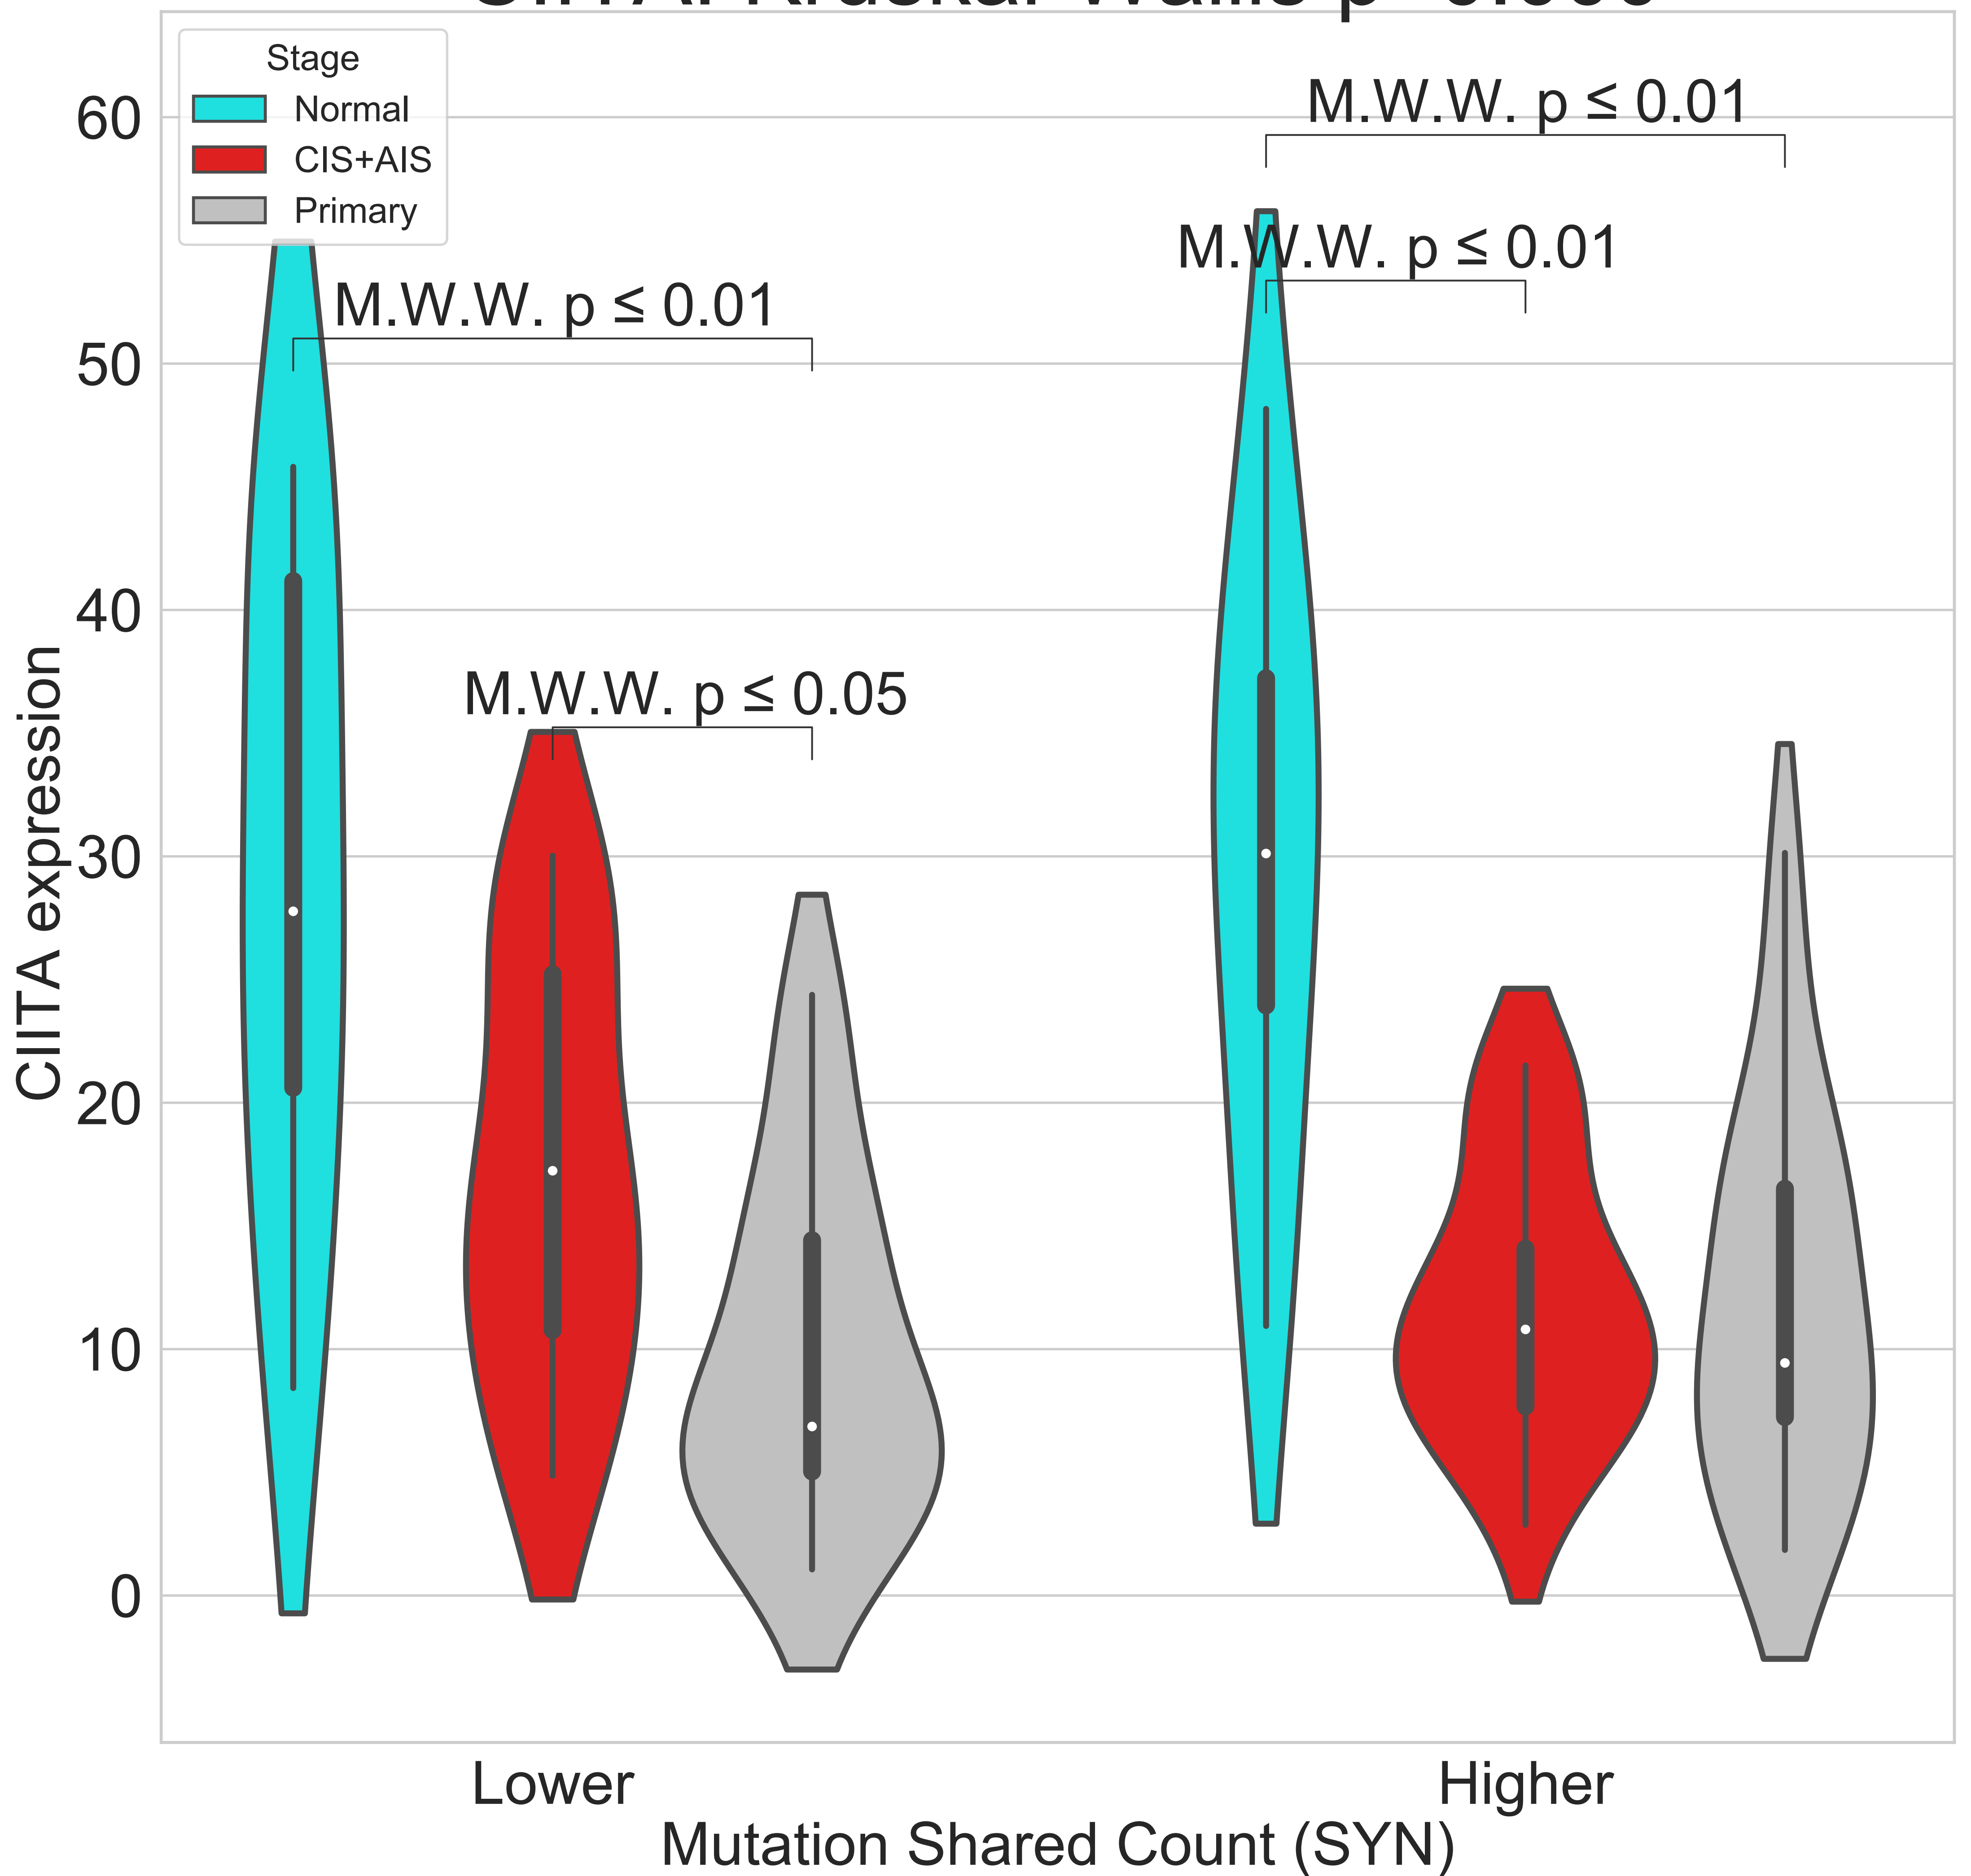 Stage
Normal
CIS+AIS
Primary
M.W.W. p ≤ 0.01
M.W.W. p ≤ 0.01
M.W.W. p ≤ 0.01
M.W.W. p ≤ 0.05
60
50
40
30
20
10
0
CIITA expression
Lower
Higher
Mutation Shared Count (SYN)